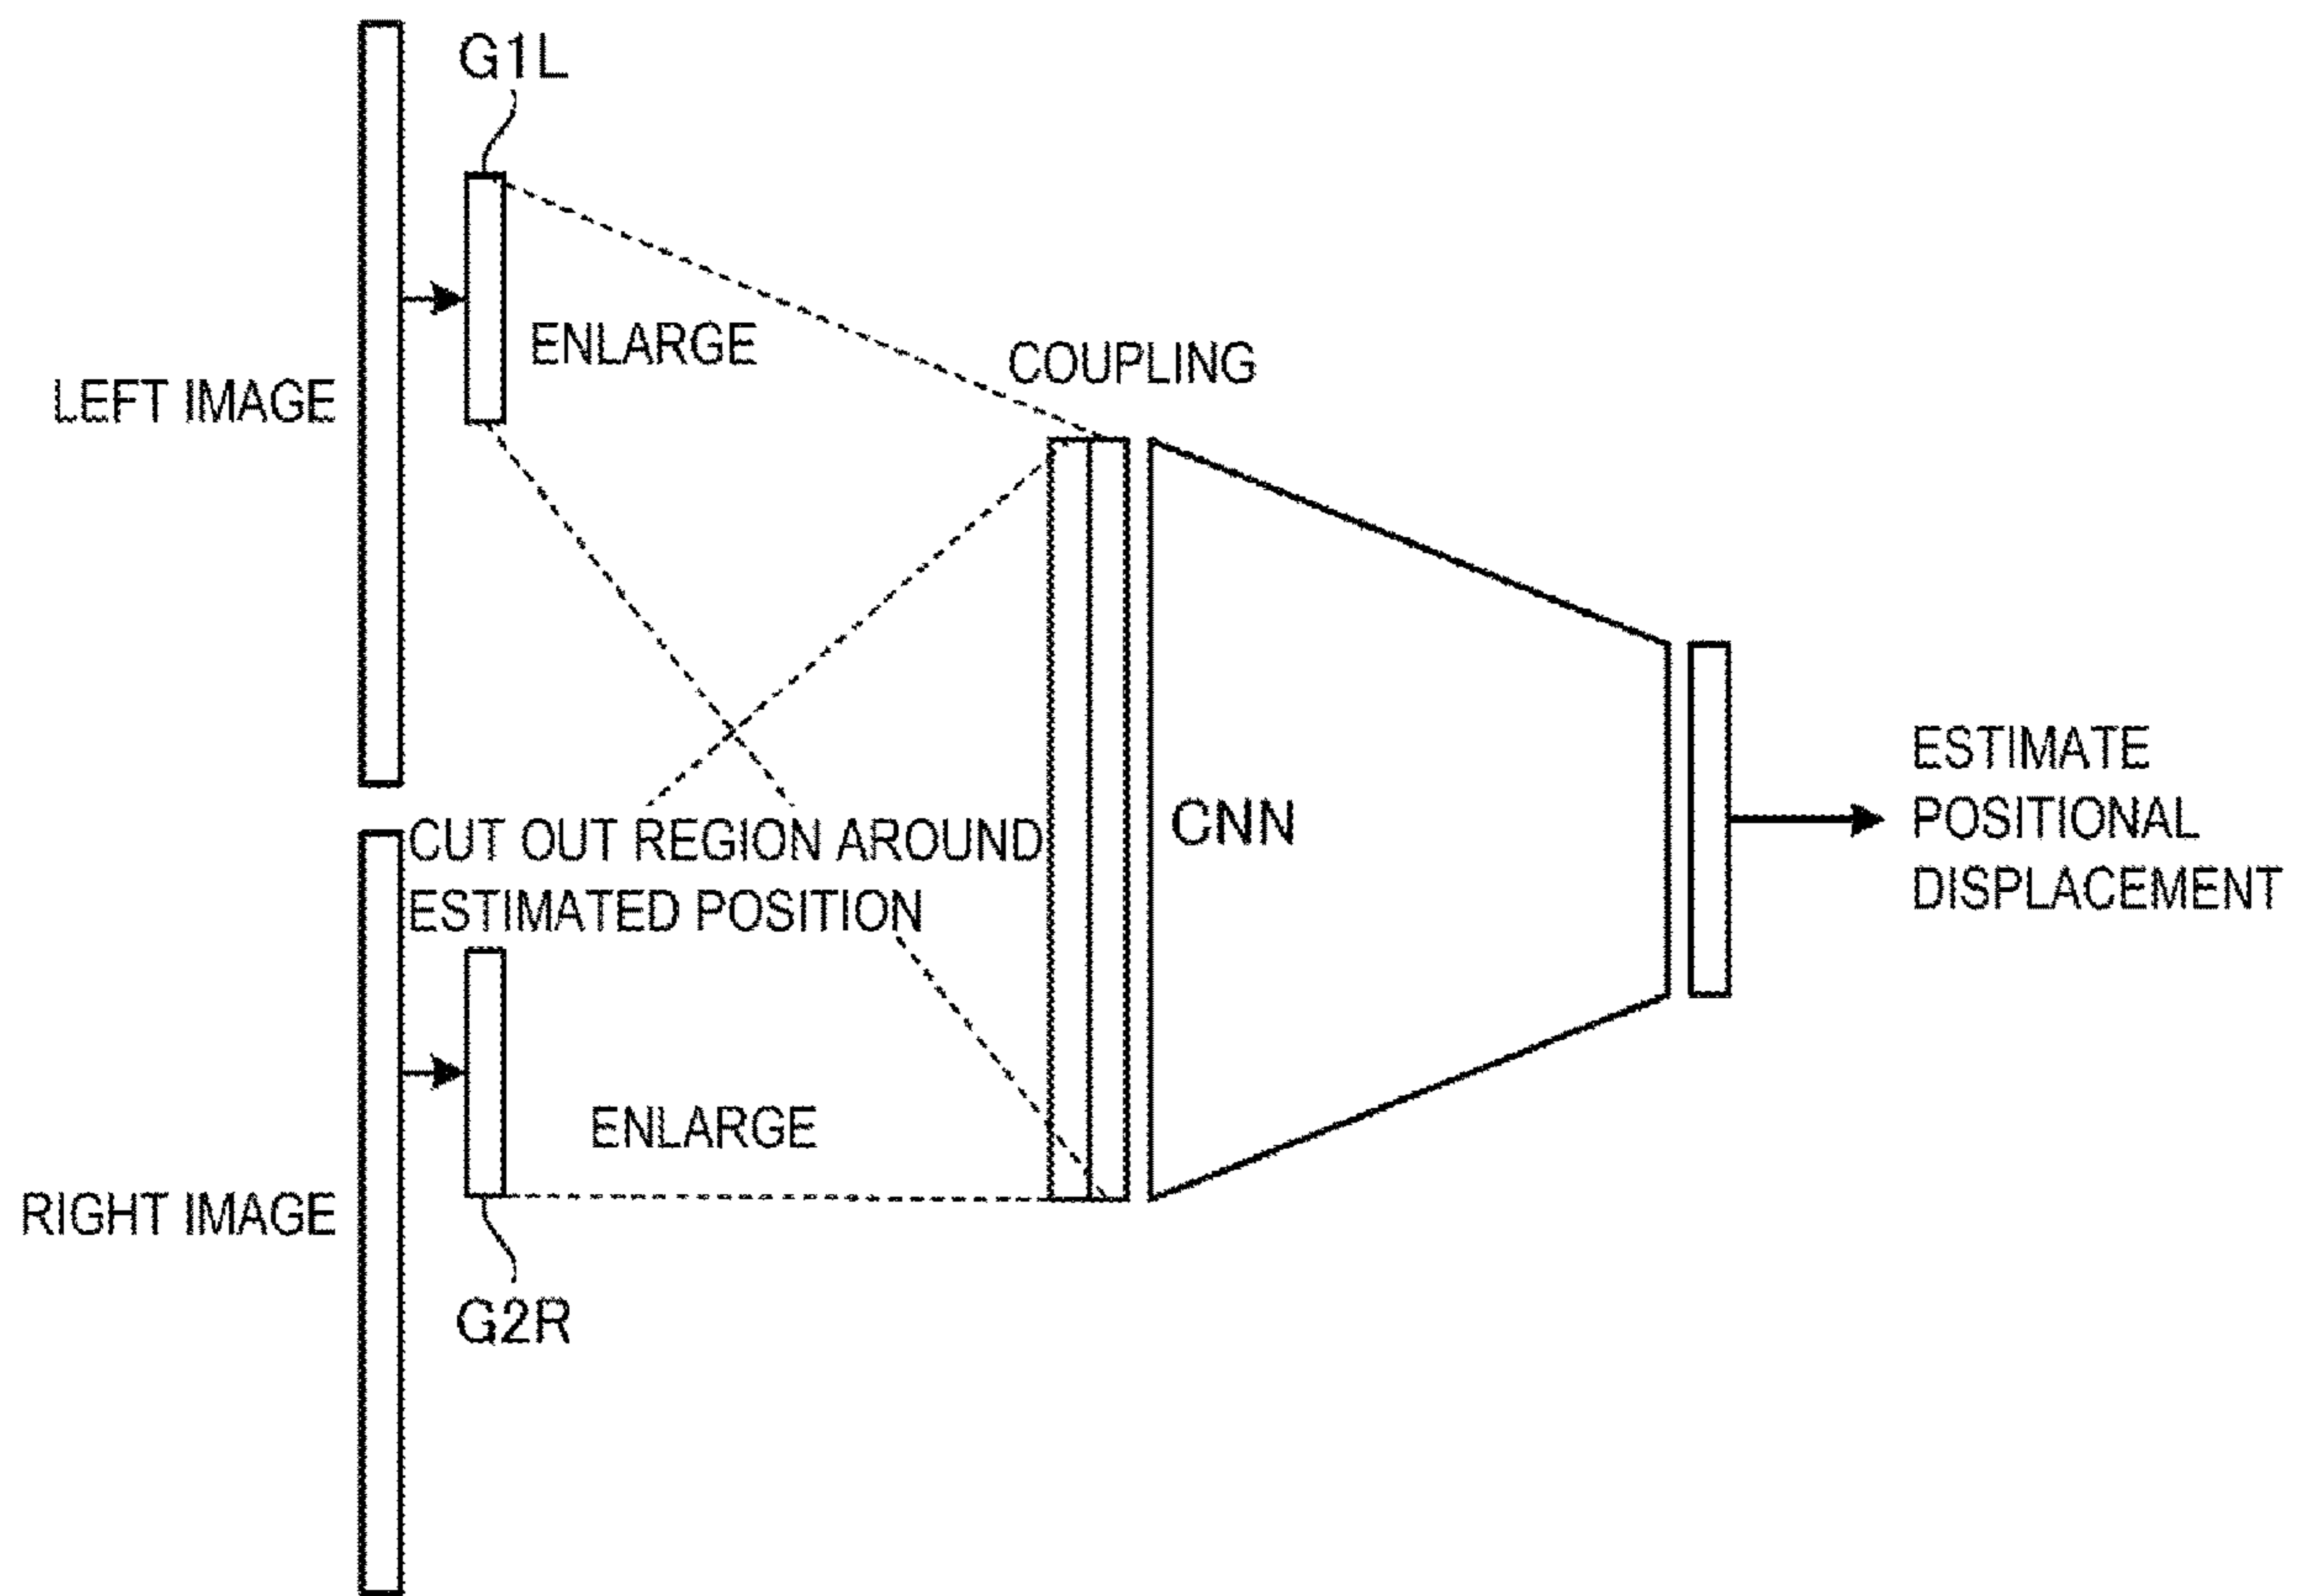 G1L
ENLARGE
COUPLING
LEFT IMAGE
CUT OUT REGION AROUND
ESTIMATED POSITION
CNN
ESTIMATE
POSITIONAL
DISPLACEMENT
ENLARGE
RIGHT IMAGE
G2R